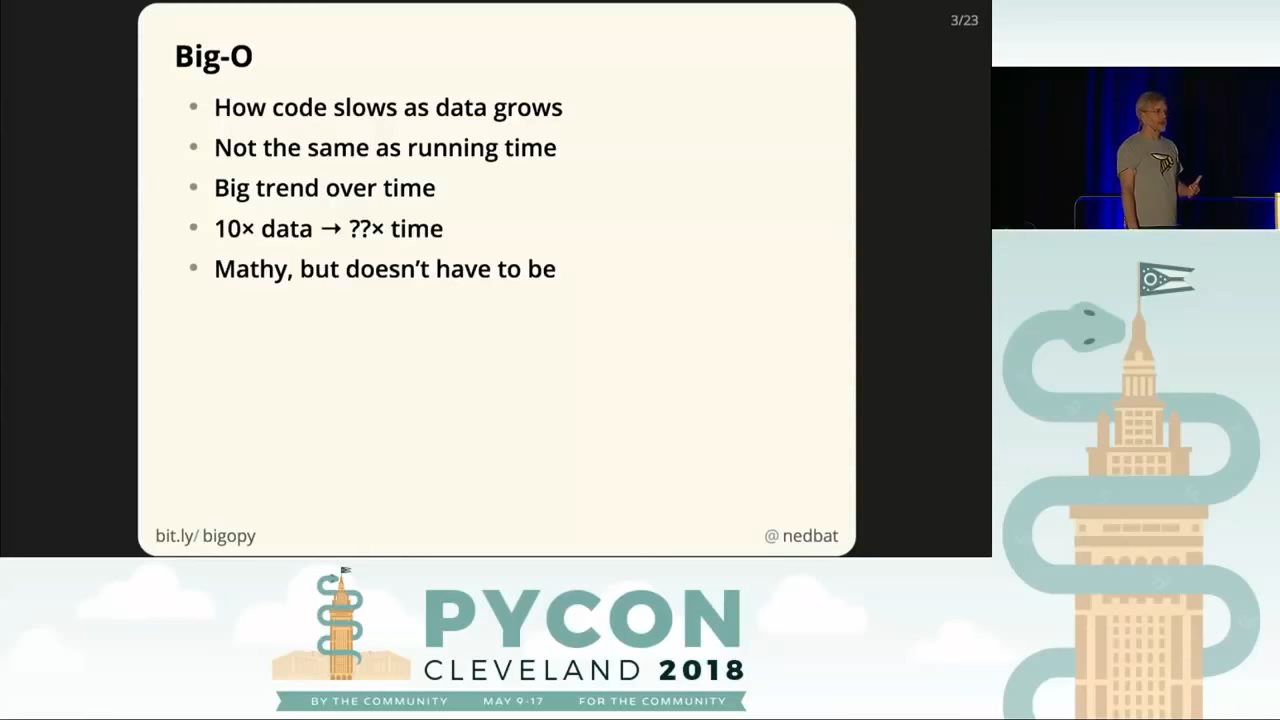 3/23
Big-O
• How code slows as data grows
• Not the same as running time
• Big trend over time
• 10× data → ??× time
• Mathy, but doesn’t have to be
bit.ly/ bigopy
@ nedbat
PYCON
CLEVELAND 2018
BY THE COMMUNITY MAY 9-17 FOR THE COMMUNITY